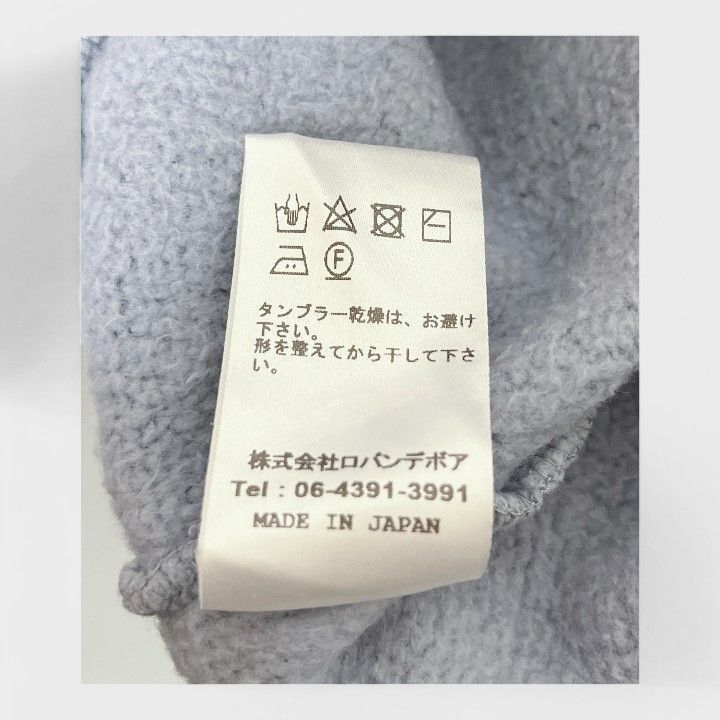 F
タンブラー乾燥は、お避け
下さい。
形を整えてから干して下さ
い。
株式会社ロバンデボア
Tel : 06-4391-3991
MADE IN JAPAN